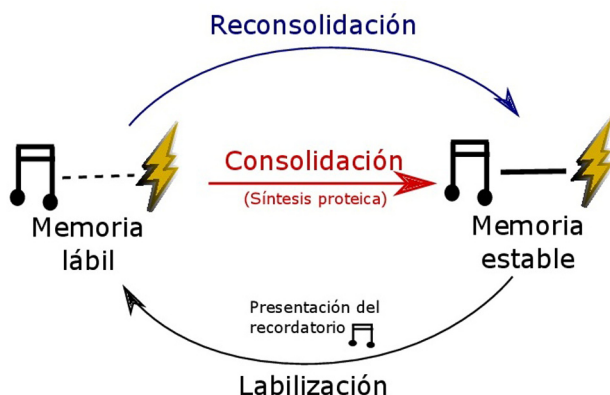 Reconsolidación
Consolidación
(Síntesis proteica)
Memoria
lábil
Memoria
estable
Presentación del
recordatorio
Labilización